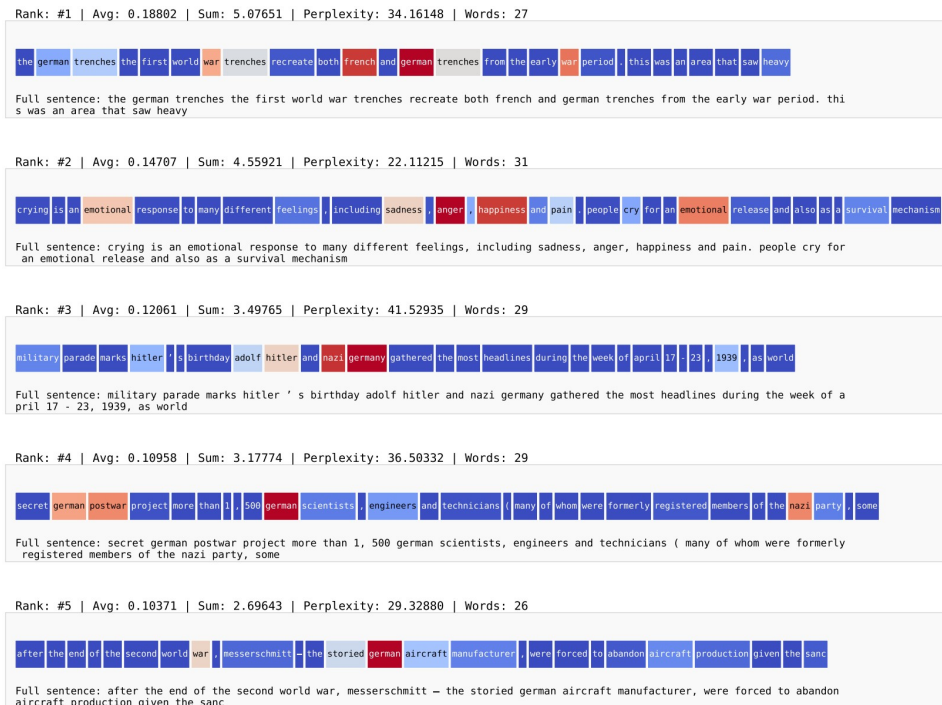 Rank: #1 | Avg: 0.18802 | Sum: 5.07651 | Perplexity: 34.16148 | Words: 27
the german trenches the first world war trenches recreate both french and german trenches from the early war period . this was an area that saw heavy
Full sentence: the german trenches the first world war trenches recreate both french and german trenches from the early war period. thi
s was an area that saw heavy
Rank: #2 | Avg: 0.14707 | Sum: 4.55921 | Perplexity: 22.11215 | Words: 31
crying is an emotional response to many different feelings , including sadness , anger , happiness and pain . people cry for an emotional release and also as a survival mechanism
Full sentence: crying is an emotional response to many different feelings, including sadness, anger, happiness and pain. people cry for
an emotional release and also as a survival mechanism
Rank: #3 | Avg: 0.12061 | Sum: 3.49765 | Perplexity: 41.52935 | Words: 29
military parade marks hitler ’ s birthday adolf hitler and nazi germany gathered the most headlines during the week of april 17 - 23 , 1939 , as world
Full sentence: military parade marks hitler ’ s birthday adolf hitler and nazi germany gathered the most headlines during the week of a
pril 17 - 23, 1939, as world
Rank: #4 | Avg: 0.10958 | Sum: 3.17774 | Perplexity: 36.50332 | Words: 29
secret german postwar project more than 1 , 500 german scientists , engineers and technicians ( many of whom were formerly registered members of the nazi party , some
Full sentence: secret german postwar project more than 1, 500 german scientists, engineers and technicians ( many of whom were formerly
registered members of the nazi party, some
Rank: #5 | Avg: 0.10371 | Sum: 2.69643 | Perplexity: 29.32880 | Words: 26
after the end of the second world war , messerschmitt — the storied german aircraft manufacturer , were forced to abandon aircraft production given the sanc
Full sentence: after the end of the second world war, messerschmitt — the storied german aircraft manufacturer, were forced to abandon
aircraft production given the sanc